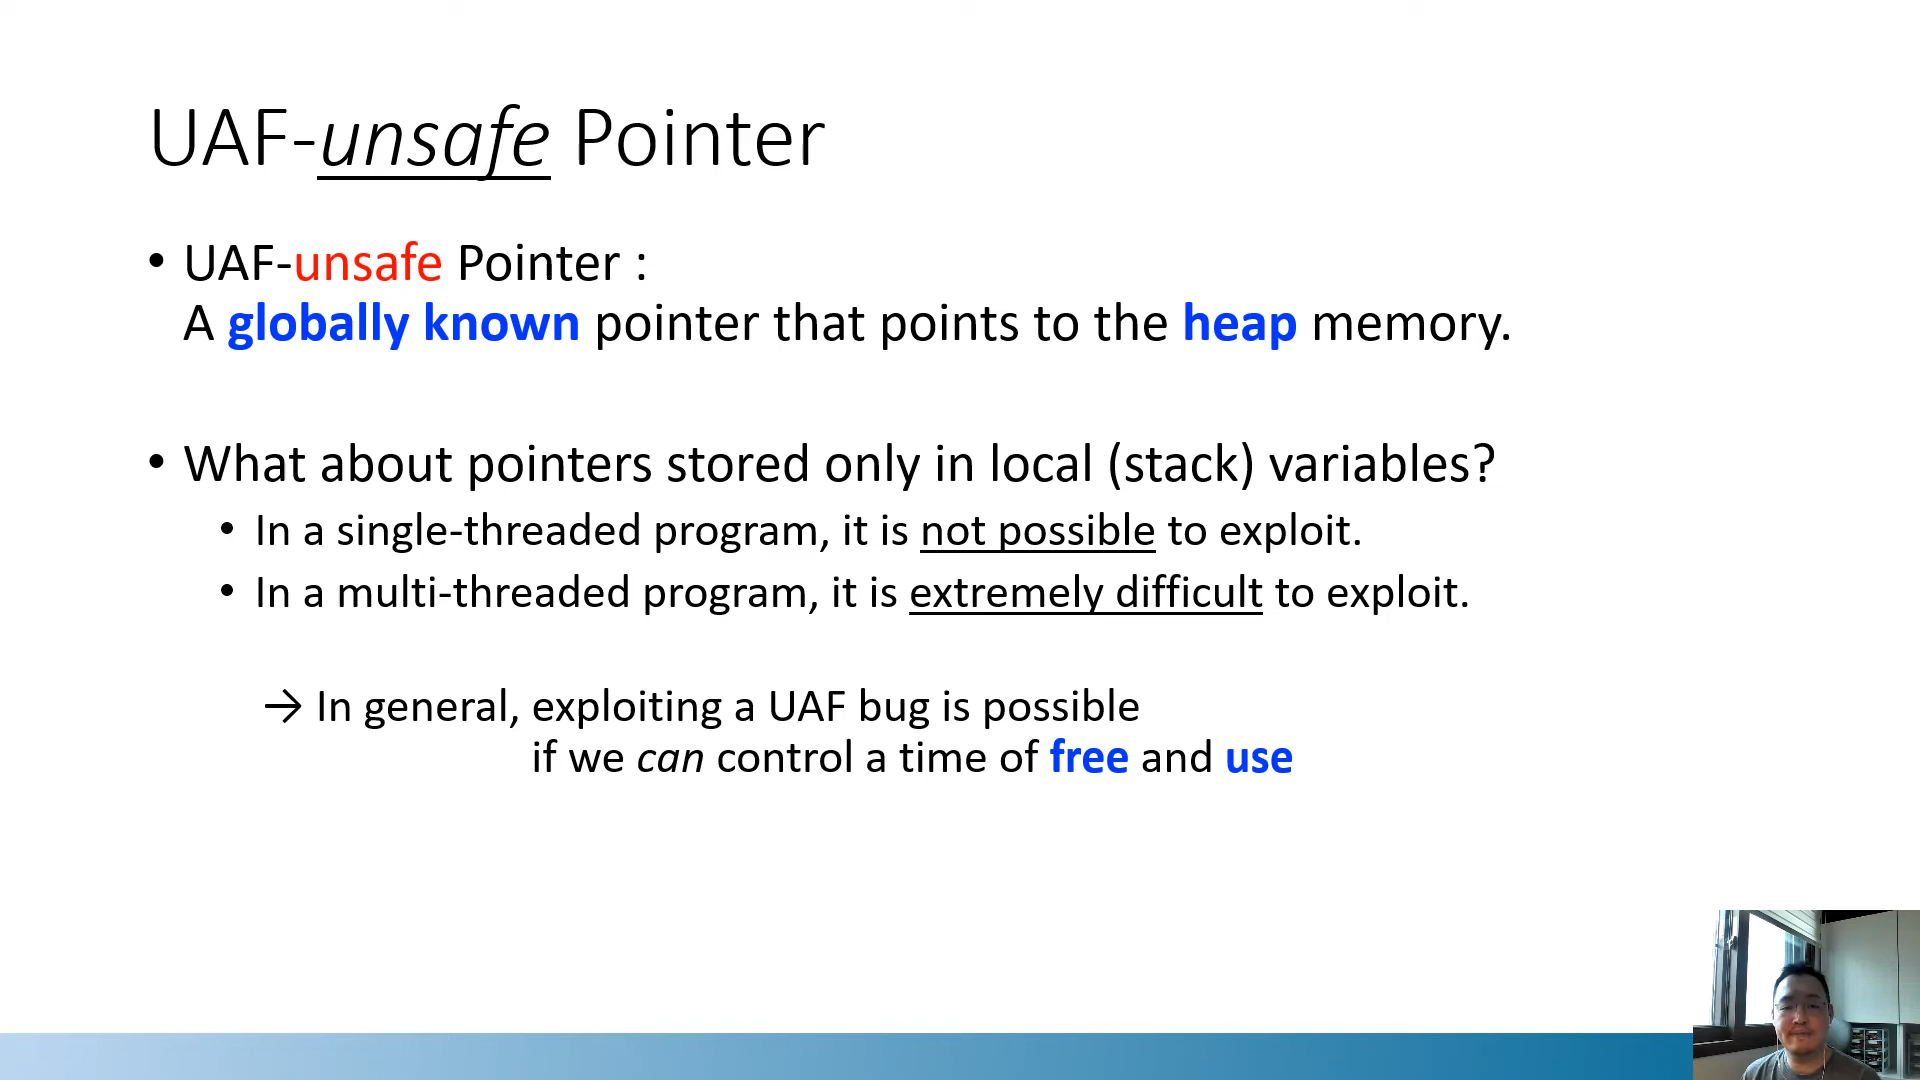 UAF-unsafe Pointer
• UAF-unsafe Pointer :
A globally known pointer that points to the heap memory.
• What about pointers stored only in local (stack) variables?
• In a single-threaded program, it is not possible to exploit.
• In a multi-threaded program, it is extremely difficult to exploit.
→ In general, exploiting a UAF bug is possible
if we can control a time of free and use